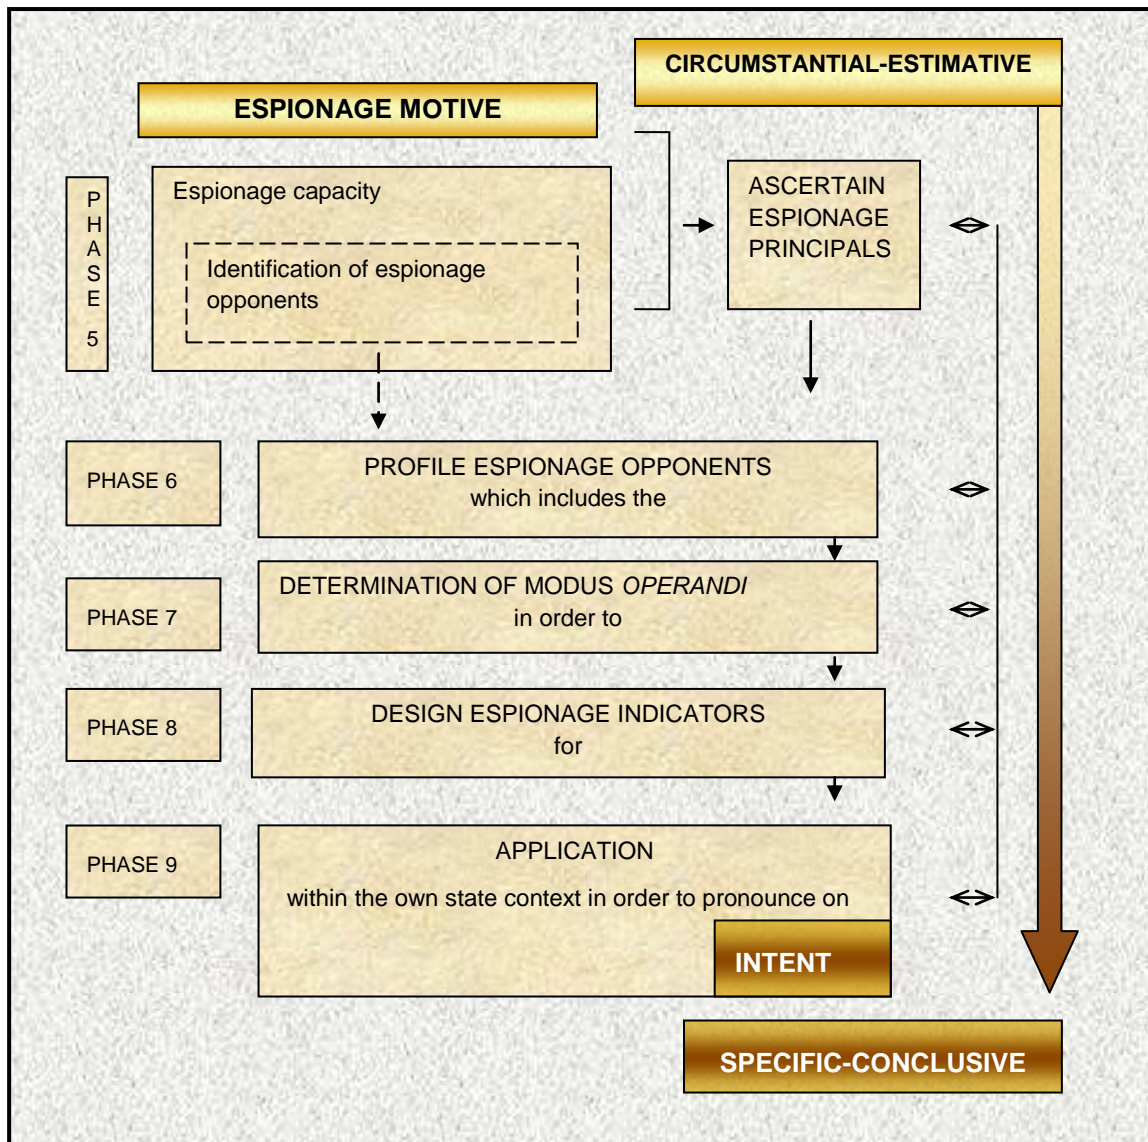 CIRCUMSTANTIAL-ESTIMATIVE
ESPIONAGE MOTIVE
PHASE 5
Espionage capacity
Identification of espionage
opponents
ASCERTAIN
ESPIONAGE
PRINCIPALS
PHASE 6
PROFILE ESPIONAGE OPPONENTS
which includes the
PHASE 7
DETERMINATION OF MODUS OPERANDI
in order to
PHASE 8
DESIGN ESPIONAGE INDICATORS
for
PHASE 9
APPLICATION
within the own state context in order to pronounce on
INTENT
SPECIFIC-CONCLUSIVE